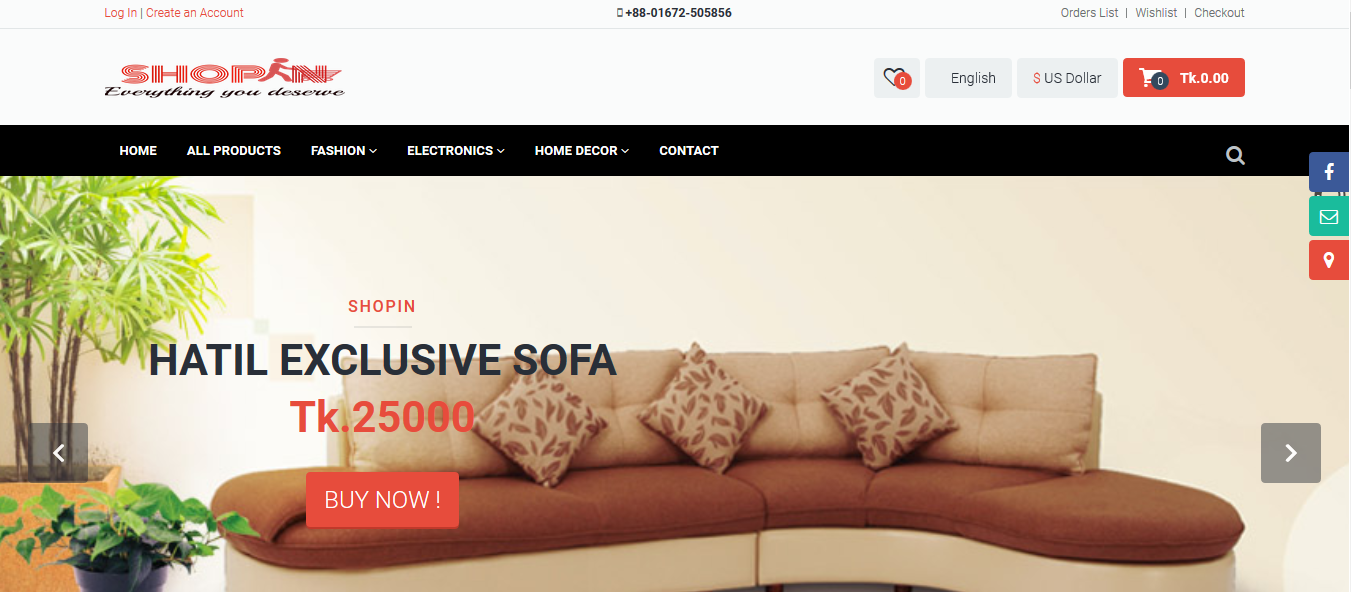 Log In | Create an Account
+88-01672-505856
Orders List | Wishlist | Checkout
SHOPIN
Everything you deserve
0
English
$ US Dollar
0
Tk.0.00
HOME
ALL PRODUCTS
FASHION
ELECTRONICS
HOME DECOR
CONTACT
SHOPIN
HATIL EXCLUSIVE SOFA
Tk.25000
BUY NOW !